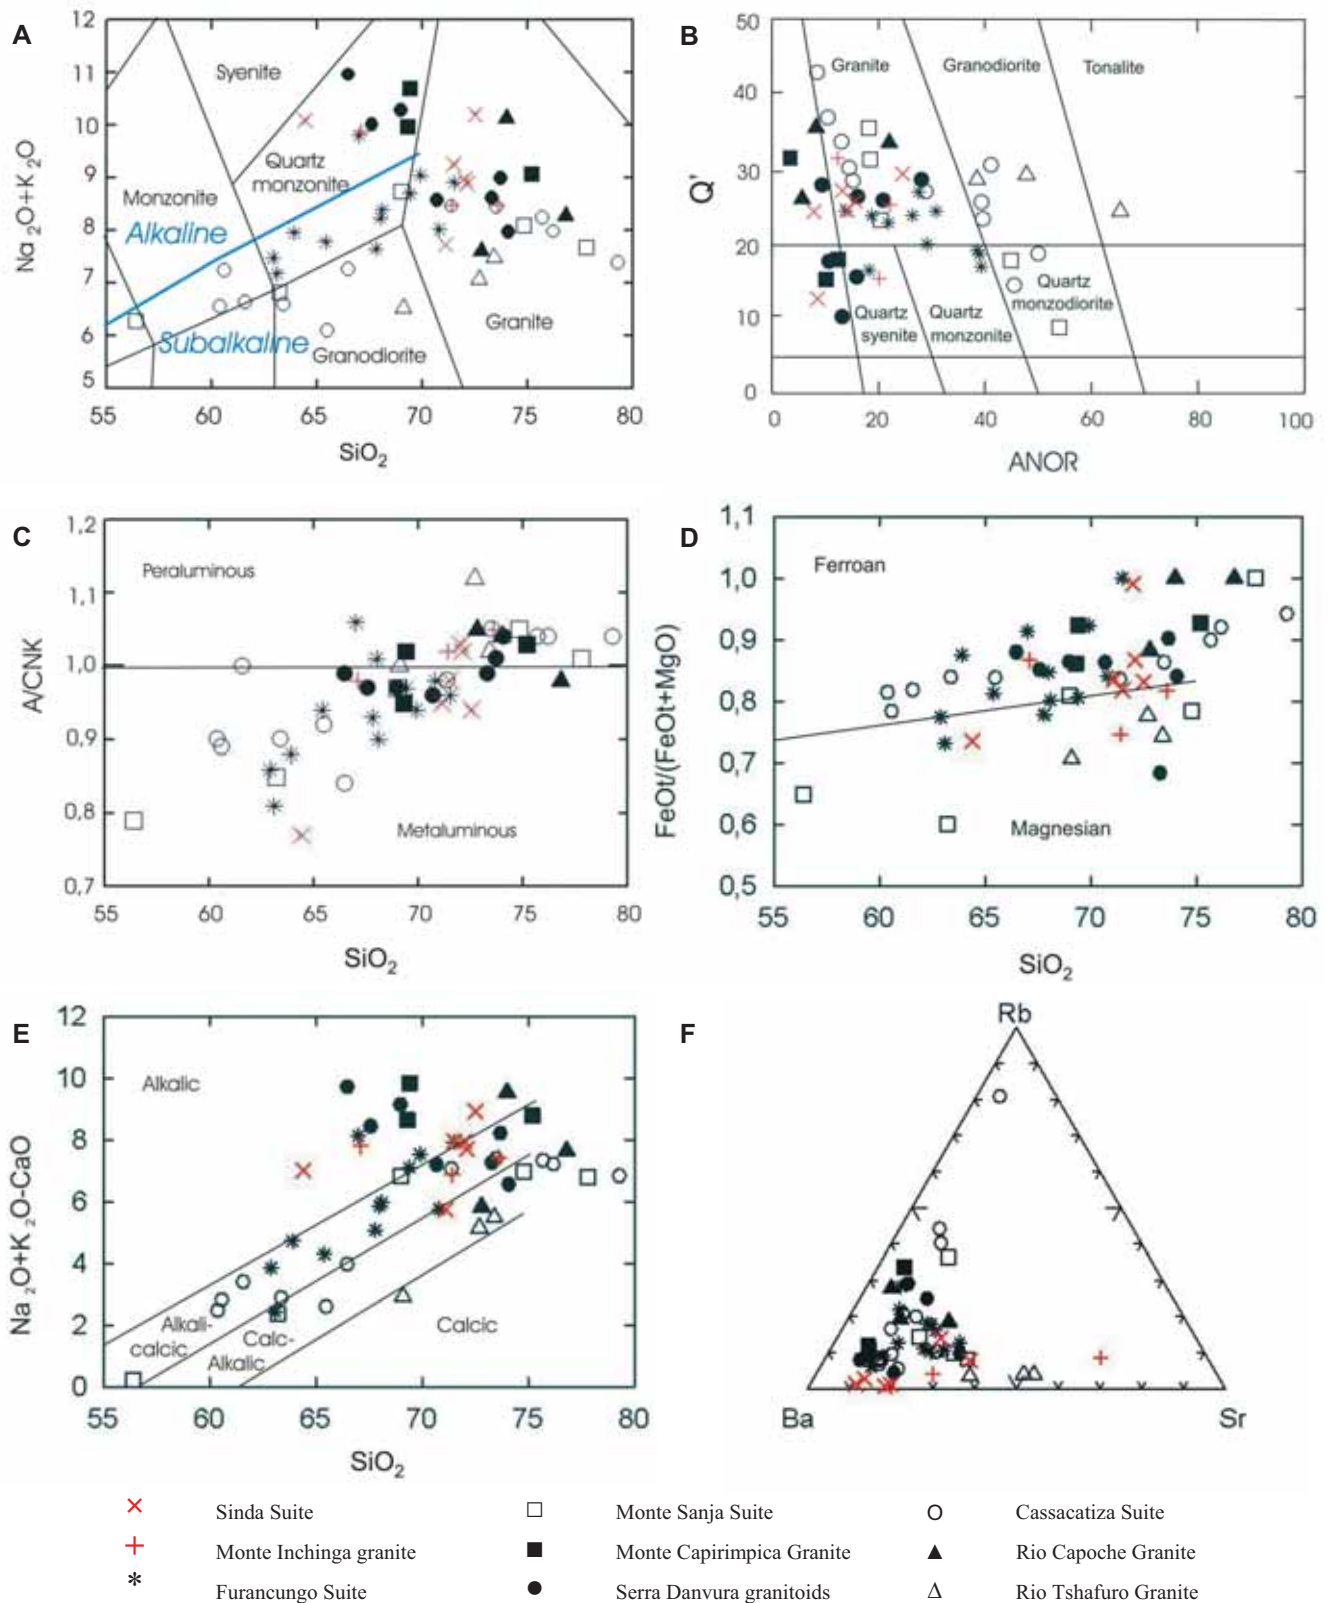 A
12
11
10
9
8
7
6
5
Na2O+K2O
Syenite
Quartz
monzonite
Monzonite
Alkaline
Subalkaline
Granodiorite
Granite
55
60
65
70
75
80
SiO2
B
50
40
30
20
10
0
Q'
Granite
Granodiorite
Tonalite
Quartz
syenite
Quartz
monzonite
Quartz
monzodiorite
0
20
40
60
80
100
ANOR
C
1,2
1,1
1,0
0,9
0,8
0,7
A/CNK
Peraluminous
Metaluminous
55
60
65
70
75
80
SiO2
D
1,1
1,0
0,9
0,8
0,7
0,6
0,5
FeOt/(FeOt+MgO)
Ferroan
Magnesian
55
60
65
70
75
80
SiO2
E
12
10
8
6
4
2
0
Na2O+K2O-CaO
Alkalic
Alkali-
calcic
Calc-
Alkalic
Calcic
55
60
65
70
75
80
SiO2
F
Rb
Ba
Sr
Sinda Suite
Monte Sanja Suite
Cassacatiza Suite
Monte Inchinga granite
Monte Capirimpica Granite
Rio Capoche Granite
Furancungo Suite
Serra Danvura granitoids
Rio Tshafuro Granite